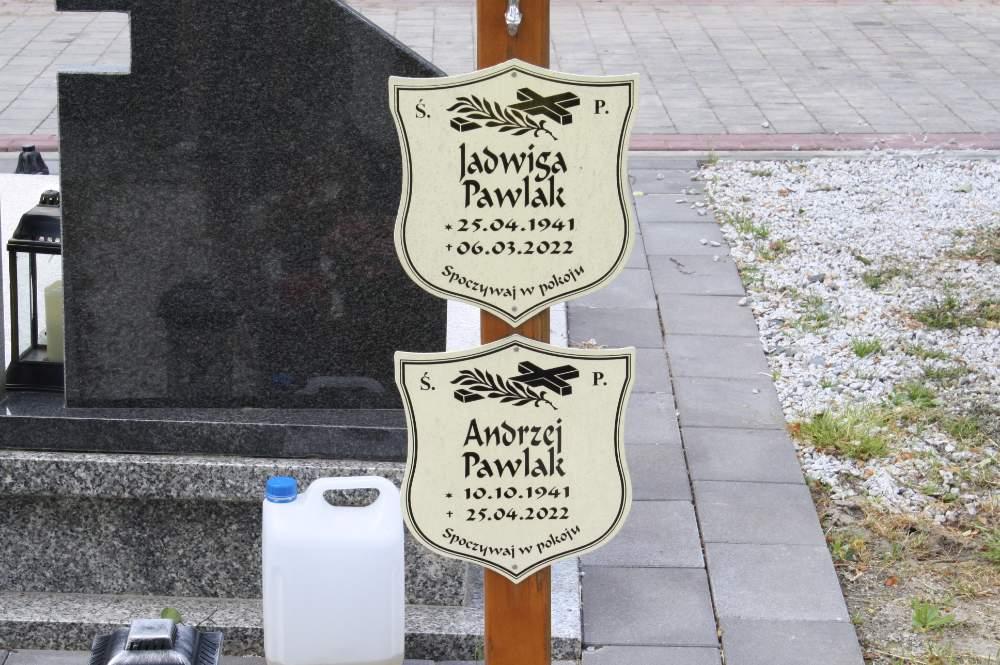 Ś. P.
Jadwiga
Pawlak
* 25.04.1941
† 06.03.2022
Spoczywaj w pokoju
Ś. P.
Andrzej
Pawlak
* 10.10.1941
† 25.04.2022
Spoczywaj w pokoju